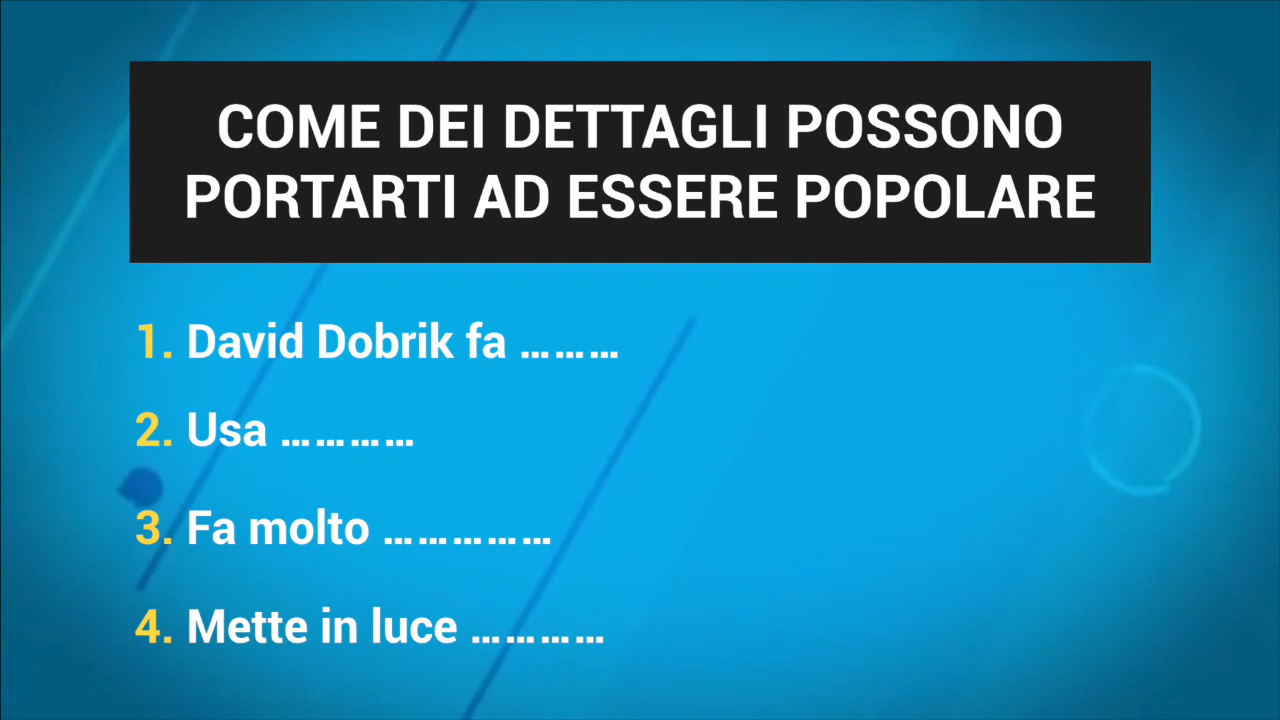 COME DEI DETTAGLI POSSONO
PORTARTI AD ESSERE POPOLARE
1. David Dobrik fa ………
2. Usa …………
3. Fa molto ……………
4. Mette in luce …………